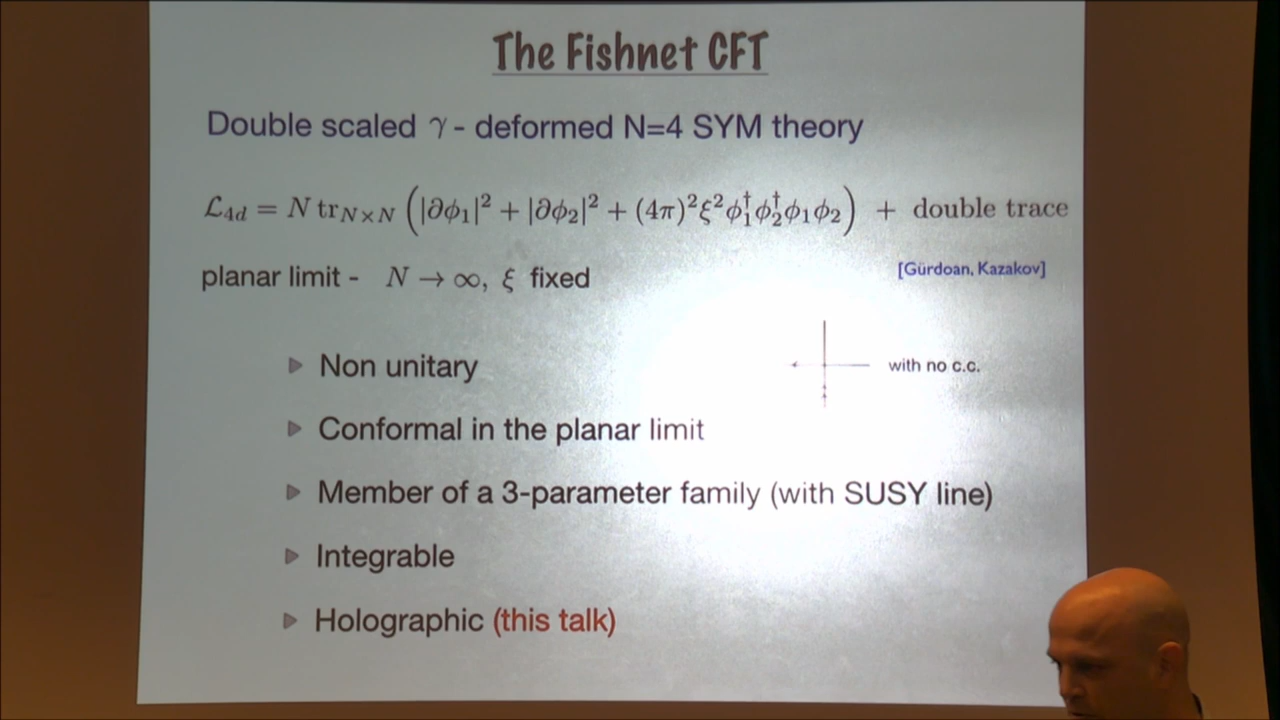 The Fishnet CFT
Double scaled γ - deformed N=4 SYM theory
ℒ₄d = N tr_{N×N} (|∂ϕ₁|² + |∂ϕ₂|² + (4π)²ξ²ϕ₁†ϕ₂†ϕ₁ϕ₂) + double trace
planar limit - N → ∞, ξ fixed
[Gürdoan, Kazakov]
▶ Non unitary
with no c.c.
▶ Conformal in the planar limit
▶ Member of a 3-parameter family (with SUSY line)
▶ Integrable
▶ Holographic (this talk)